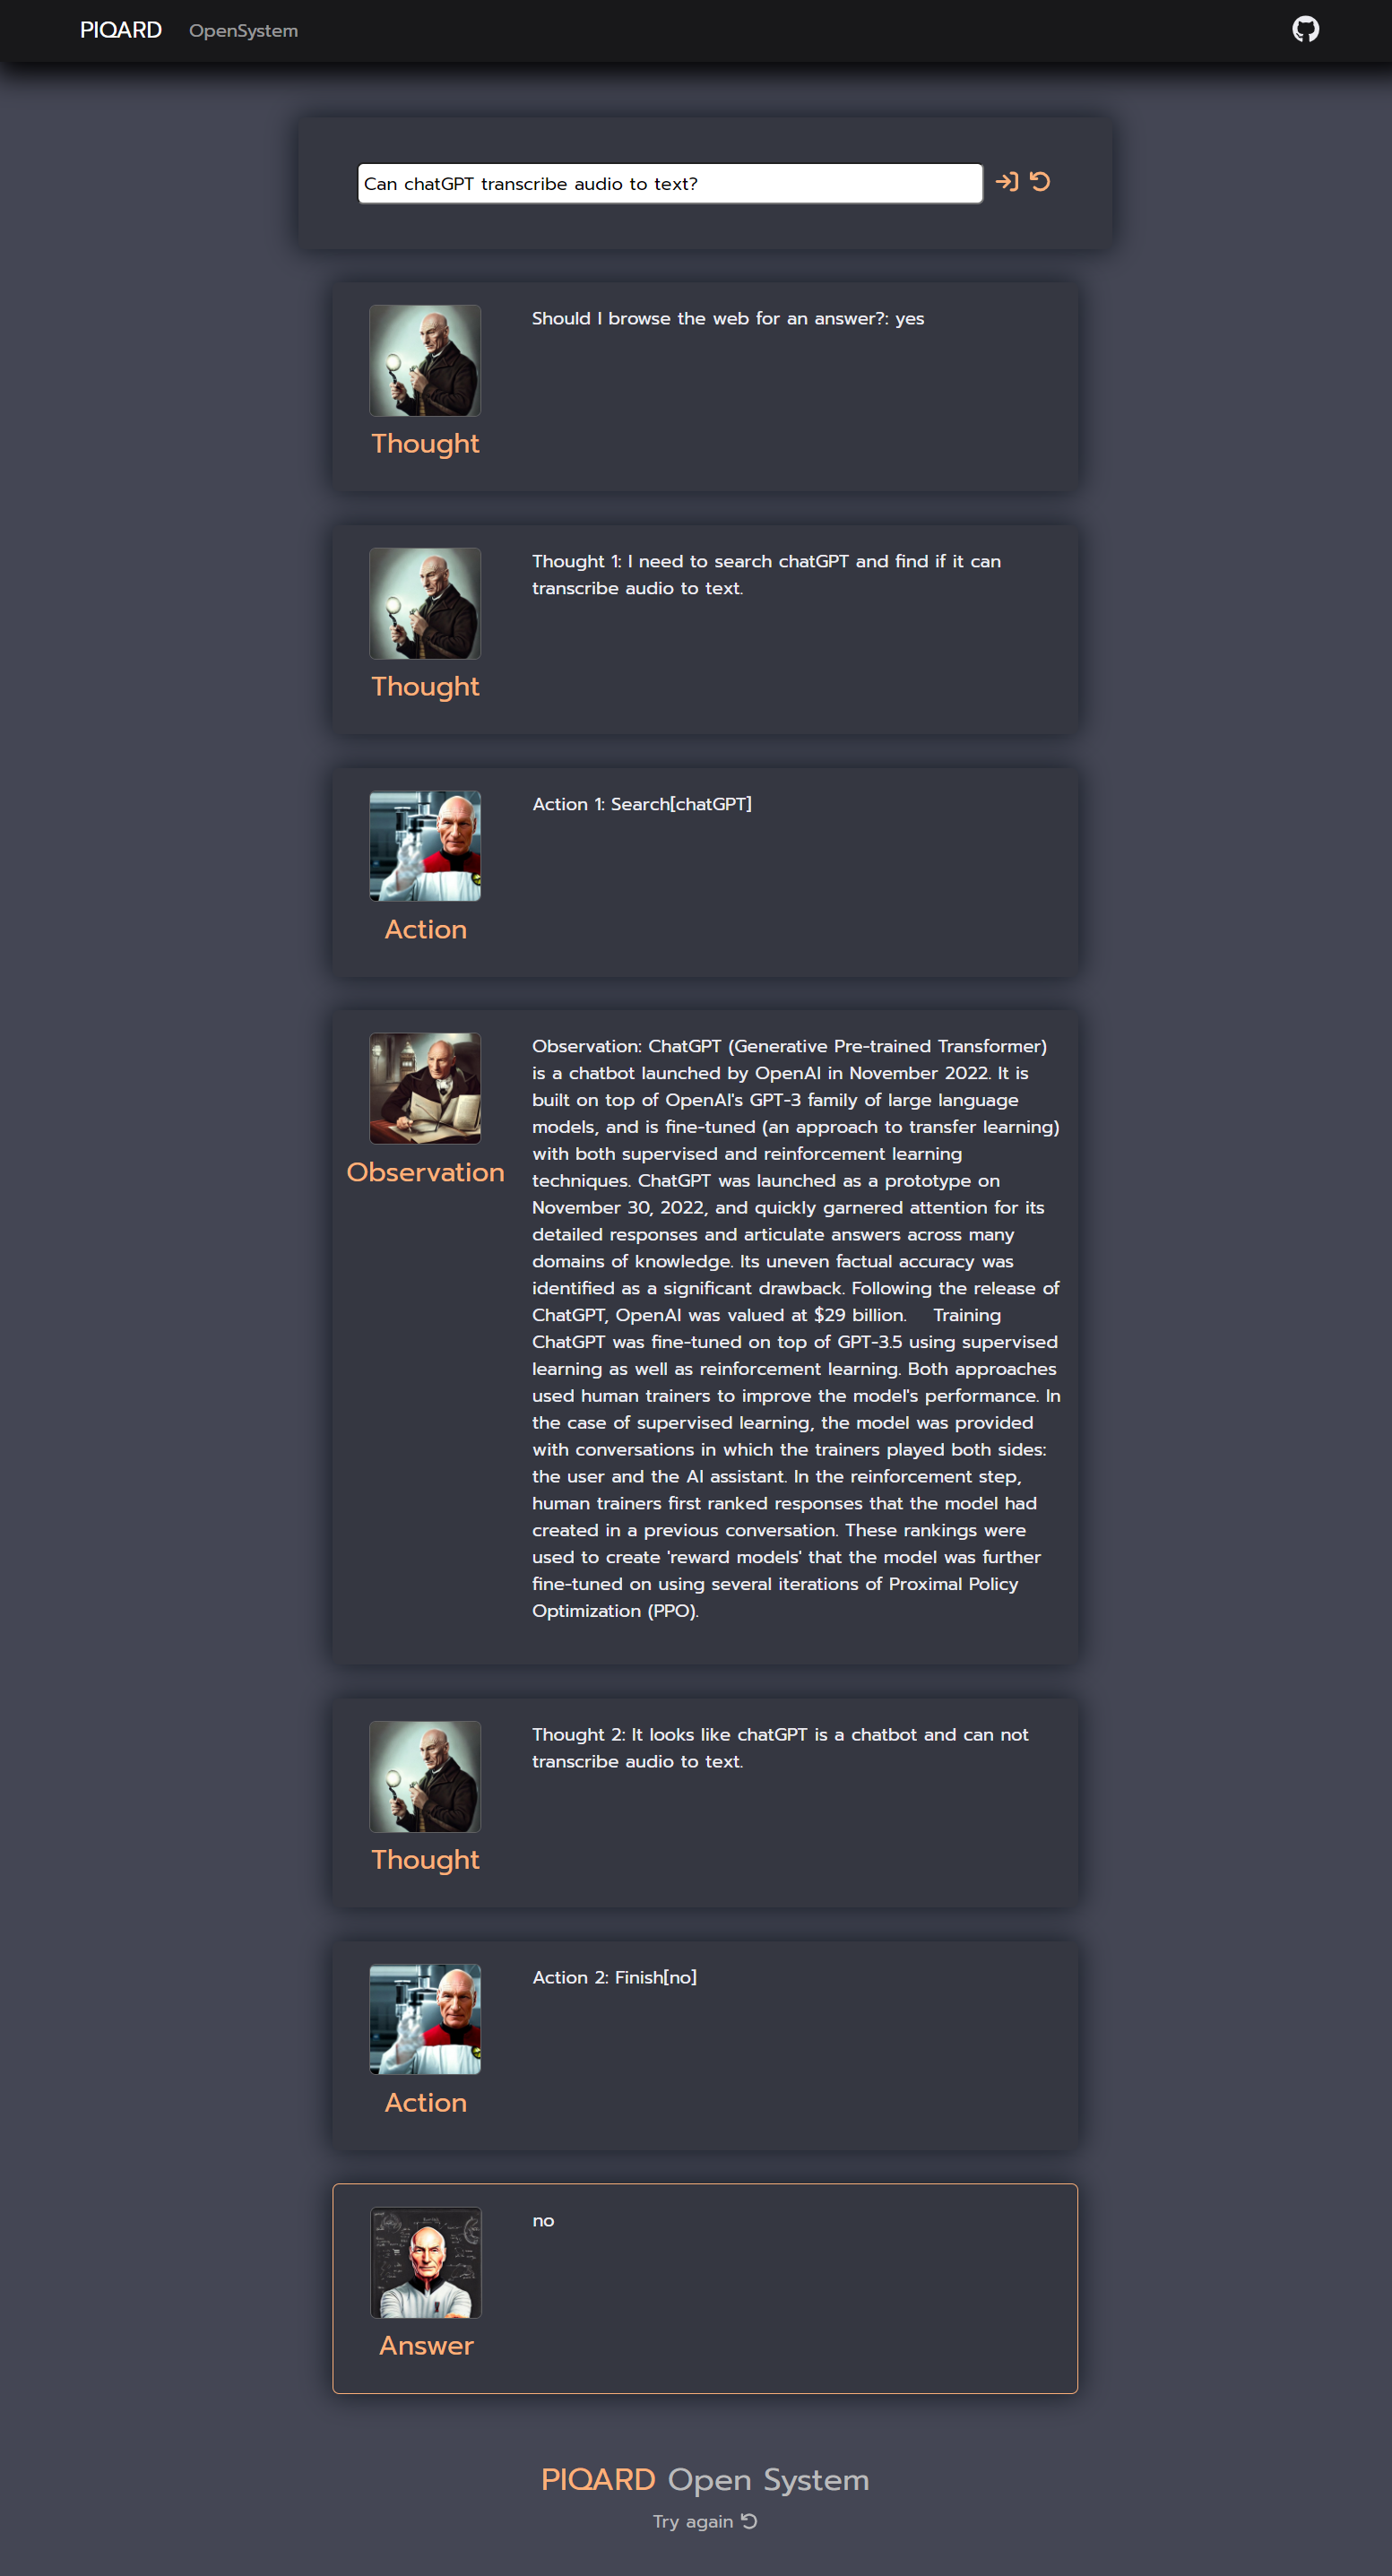 PIQARD OpenSystem
Can chatGPT transcribe audio to text?
Should I browse the web for an answer?: yes
Thought
Thought 1: I need to search chatGPT and find if it can
transcribe audio to text.
Thought
Action 1: Search[chatGPT]
Action
Observation: ChatGPT (Generative Pre-trained Transformer)
is a chatbot launched by OpenAI in November 2022. It is
built on top of OpenAI's GPT-3 family of large language
models, and is fine-tuned (an approach to transfer learning)
with both supervised and reinforcement learning
techniques. ChatGPT was launched as a prototype on
November 30, 2022, and quickly garnered attention for its
detailed responses and articulate answers across many
domains of knowledge. Its uneven factual accuracy was
identified as a significant drawback. Following the release of
ChatGPT, OpenAI was valued at $29 billion. Training
ChatGPT was fine-tuned on top of GPT-3.5 using supervised
learning as well as reinforcement learning. Both approaches
used human trainers to improve the model's performance. In
the case of supervised learning, the model was provided
with conversations in which the trainers played both sides:
the user and the AI assistant. In the reinforcement step,
human trainers first ranked responses that the model had
created in a previous conversation. These rankings were
used to create 'reward models' that the model was further
fine-tuned on using several iterations of Proximal Policy
Optimization (PPO).
Observation
Thought 2: It looks like chatGPT is a chatbot and can not
transcribe audio to text.
Thought
Action 2: Finish[no]
Action
no
Answer
PIQARD Open System
Try again